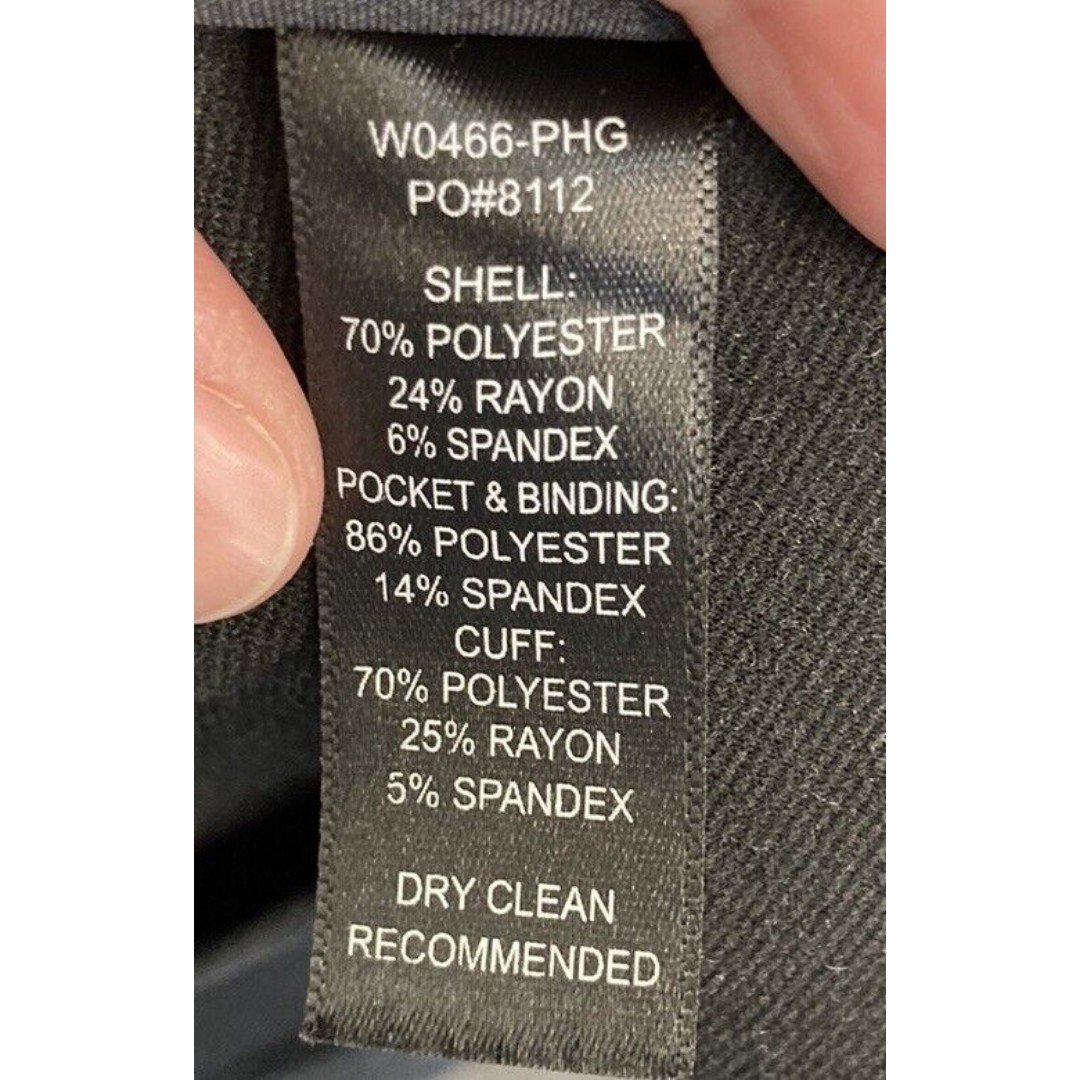 W0466-PHG
PO#8112
SHELL:
70% POLYESTER
24% RAYON
6% SPANDEX
POCKET & BINDING:
86% POLYESTER
14% SPANDEX
CUFF:
70% POLYESTER
25% RAYON
5% SPANDEX
DRY CLEAN
RECOMMENDED